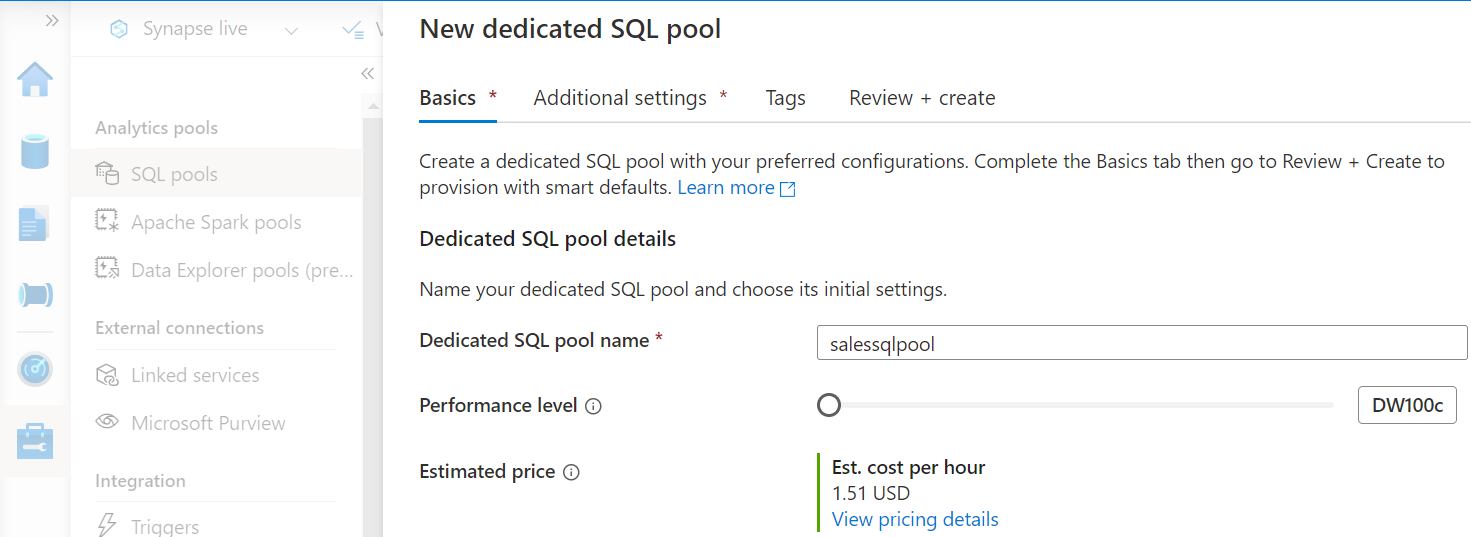 Synapse live
V
Analytics pools
SQL pools
Apache Spark pools
Data Explorer pools (pre...
External connections
Linked services
Microsoft Purview
Integration
Triggers
New dedicated SQL pool
Basics * Additional settings * Tags Review + create
Create a dedicated SQL pool with your preferred configurations. Complete the Basics tab then go to Review + Create to
provision with smart defaults. Learn more
Dedicated SQL pool details
Name your dedicated SQL pool and choose its initial settings.
Dedicated SQL pool name * salessqlpool
Performance level DW100c
Estimated price Est. cost per hour
1.51 USD
View pricing details